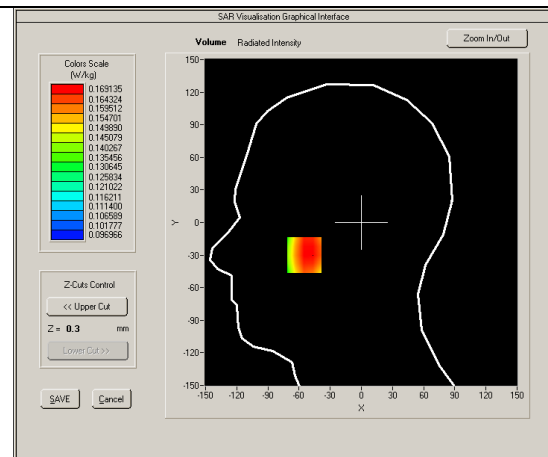 SAR Visualisation Graphical Interface
Volume Radiated Intensity
Zoom In/Out
Colors Scale
(W/kg)
0.169135
0.164324
0.159512
0.154701
0.149890
0.145079
0.140267
0.135456
0.130645
0.125834
0.121022
0.116211
0.111400
0.106589
0.101777
0.096966
Z-Cuts Control
<< Upper Cut
Z = 0.3 mm
Lower Cut >>
SAVE Cancel
150
120
90
60
30
0
-30
-60
-90
-120
-150
Y
-150 -120 -90 -60 -30 0 30 60 90 120 150
X